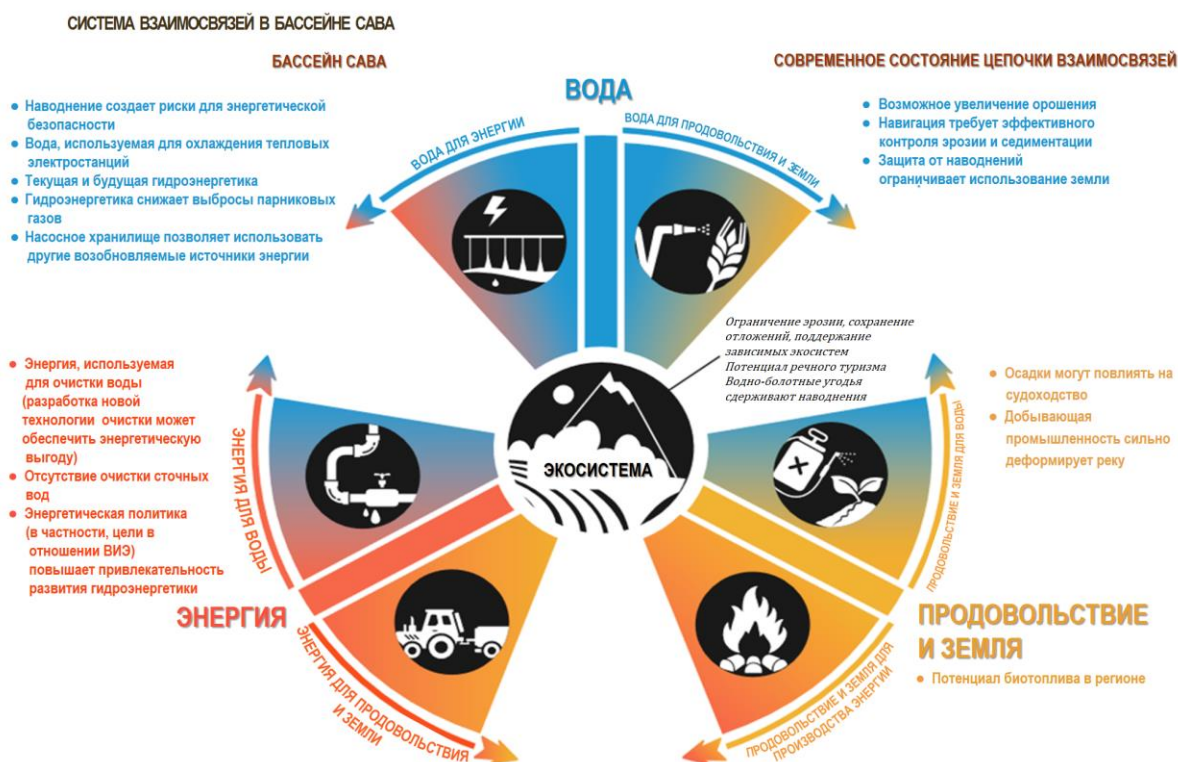 СИСТЕМА ВЗАИМОСВЯЗЕЙ В БАССЕЙНЕ САВА
БАССЕЙН САВА
СОВРЕМЕННОЕ СОСТОЯНИЕ ЦЕПОЧКИ ВЗАИМОСВЯЗЕЙ
ВОДА
• Наводнение создает риски для энергетической
безопасности
• Вода, используемая для охлаждения тепловых
электростанций
• Текущая и будущая гидроэнергетика
• Гидроэнергетика снижает выбросы парниковых
газов
• Насосное хранилище позволяет использовать
другие возобновляемые источники энергии
ВОДА ДЛЯ ЭНЕРГИИ
ВОДА ДЛЯ ПРОДОВОЛЬСТВИЯ И ЗЕМЛИ
• Возможное увеличение орошения
• Навигация требует эффективного
контроля эрозии и седиментации
• Защита от наводнений
ограничивает использование земли
Ограничение эрозии, сохранение
отложений, поддержание
зависимых экосистем
Потенциал речного туризма
Водно-болотные угодья
сдерживают наводнения
• Энергия, используемая
для очистки воды
(разработка новой
технологии очистки может
обеспечить энергетическую
выгоду)
• Отсутствие очистки сточных
вод
• Энергетическая политика
(в частности, цели в
отношении ВИЭ)
повышает привлекательность
развития гидроэнергетики
ЭНЕРГИЯ ДЛЯ ВОДЫ
ЭКОСИСТЕМА
ПРОДОВОЛЬСТВИЕ И ЗЕМЛЯ ДЛЯ ВОДЫ
• Осадки могут повлиять на
судоходство
• Добывающая
промышленность сильно
деформирует реку
ЭНЕРГИЯ
ЭНЕРГИЯ ДЛЯ ПРОДОВОЛЬСТВИЯ
И ЗЕМЛИ
ПРОДОВОЛЬСТВИЕ И ЗЕМЛЯ ДЛЯ
ПРОИЗВОДСТВА ЭНЕРГИИ
ПРОДОВОЛЬСТВИЕ
И ЗЕМЛЯ
• Потенциал биотоплива в регионе